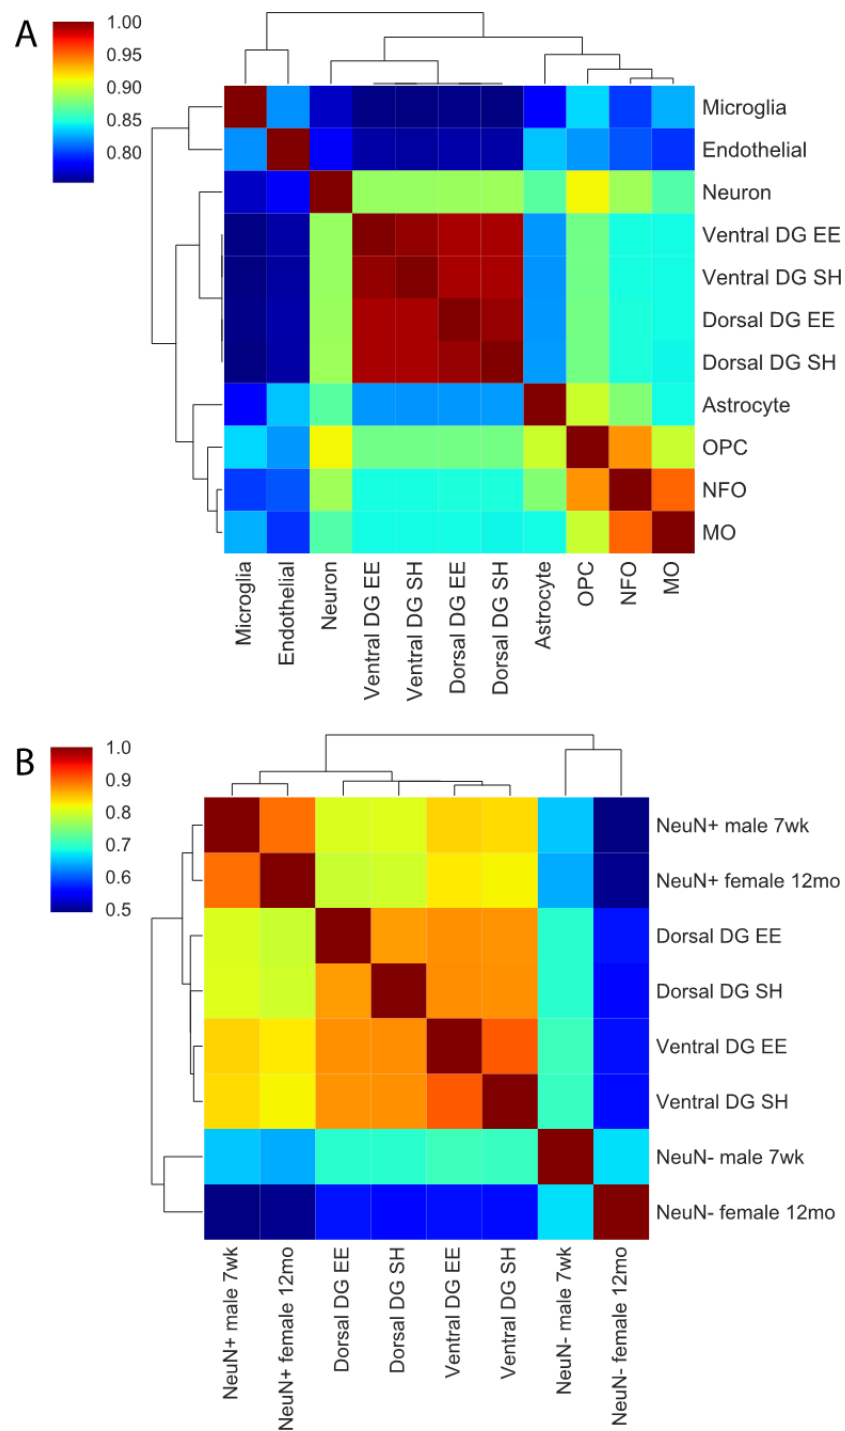 A
1.00
0.95
0.90
0.85
0.80
Microglia
Endothelial
Neuron
Ventral DG EE
Ventral DG SH
Dorsal DG EE
Dorsal DG SH
Astrocyte
OPC
NFO
MO
Microglia
Endothelial
Neuron
Ventral DG EE
Ventral DG SH
Dorsal DG EE
Dorsal DG SH
Astrocyte
OPC
NFO
MO
B
1.0
0.9
0.8
0.7
0.6
0.5
NeuN+ male 7wk
NeuN+ female 12mo
Dorsal DG EE
Dorsal DG SH
Ventral DG EE
Ventral DG SH
NeuN- male 7wk
NeuN- female 12mo
NeuN+ male 7wk
NeuN+ female 12mo
Dorsal DG EE
Dorsal DG SH
Ventral DG EE
Ventral DG SH
NeuN- male 7wk
NeuN- female 12mo